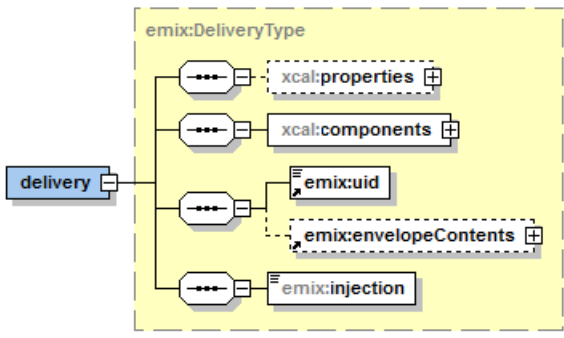 emix:DeliveryType
xcal:properties
xcal:components
delivery
emix:uid
emix:envelopeContents
emix:injection